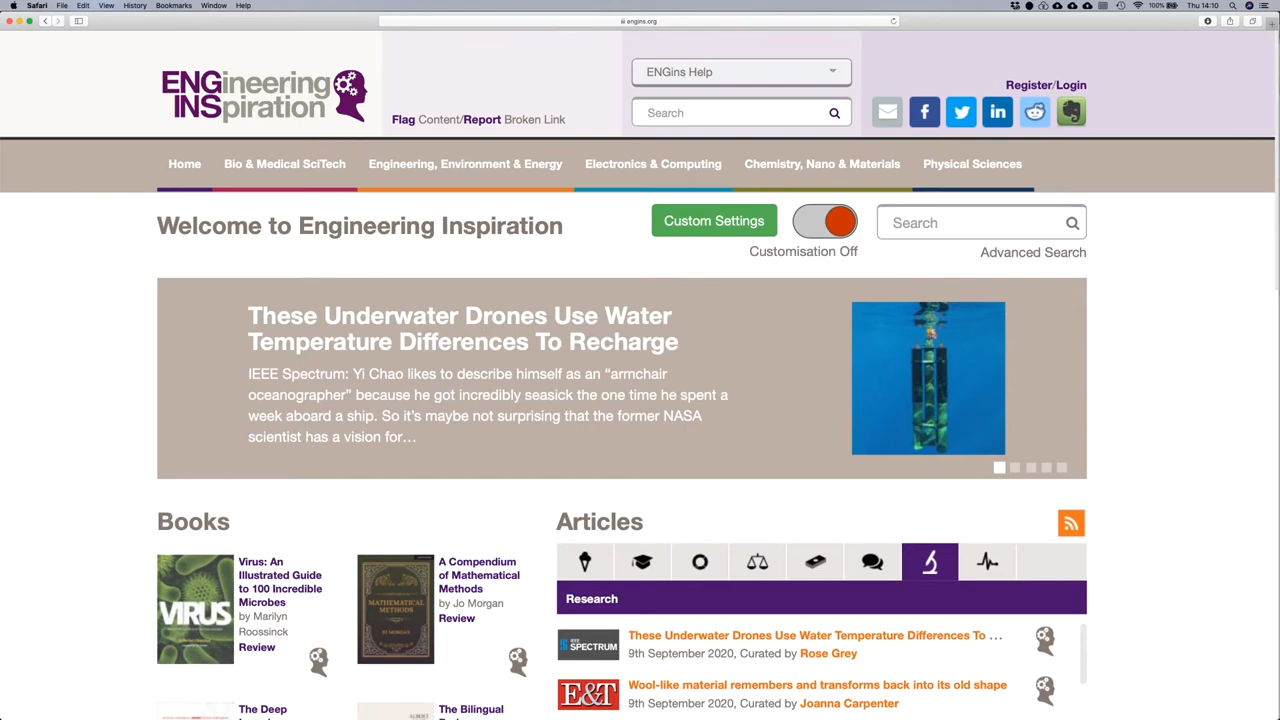 Safari File Edit View History Bookmarks Window Help
100% Thu 14:10
engins.org
ENGineering
INSpiration
Flag Content/Report Broken Link
ENGins Help
Search
Register/Login
Home Bio & Medical SciTech Engineering, Environment & Energy Electronics & Computing Chemistry, Nano & Materials Physical Sciences
Welcome to Engineering Inspiration
Custom Settings
Customisation Off
Search
Advanced Search
These Underwater Drones Use Water
Temperature Differences To Recharge
IEEE Spectrum: Yi Chao likes to describe himself as an “armchair
oceanographer” because he got incredibly seasick the one time he spent a
week aboard a ship. So it’s maybe not surprising that the former NASA
scientist has a vision for…
Books
VIRUS
Virus: An
Illustrated Guide
to 100 Incredible
Microbes
by Marilyn
Roossinck
Review
MATHEMATICAL
METHODS
A Compendium
of Mathematical
Methods
by Jo Morgan
Review
The Deep
The Bilingual
Articles
Research
IEEE
SPECTRUM
These Underwater Drones Use Water Temperature Differences To …
9th September 2020, Curated by Rose Grey
E&T
Wool-like material remembers and transforms back into its old shape
9th September 2020, Curated by Joanna Carpenter